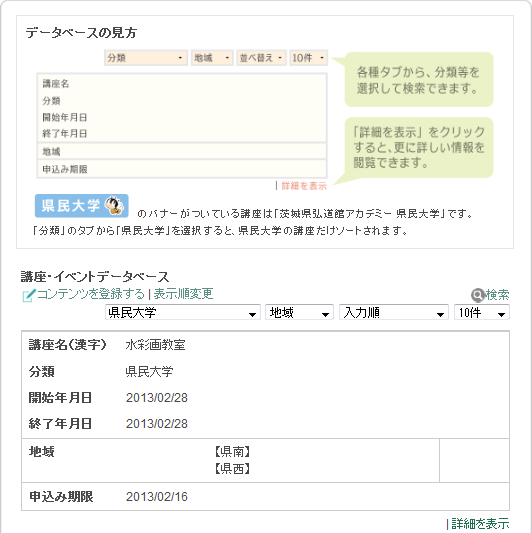 データベースの見方
分類 地域 並べ替え 10件
各種タブから、分類等を
選択して検索できます。
講座名
分類
開始年月日
終了年月日
地域
申込み期限
「詳細を表示」をクリック
すると、更に詳しい情報を
閲覧できます。
| 詳細を表示
県民大学 のバナーがついている講座は「茨城県弘道館アカデミー 県民大学」です。
「分類」のタブから「県民大学」を選択すると、県民大学の講座だけソートされます。
講座・イベントデータベース
コンテンツを登録する | 表示順変更 検索
県民大学 地域 入力順 10件
講座名(漢字) 水彩画教室
分類 県民大学
開始年月日 2013/02/28
終了年月日 2013/02/28
地域 【県南】
【県西】
申込み期限 2013/02/16
| 詳細を表示